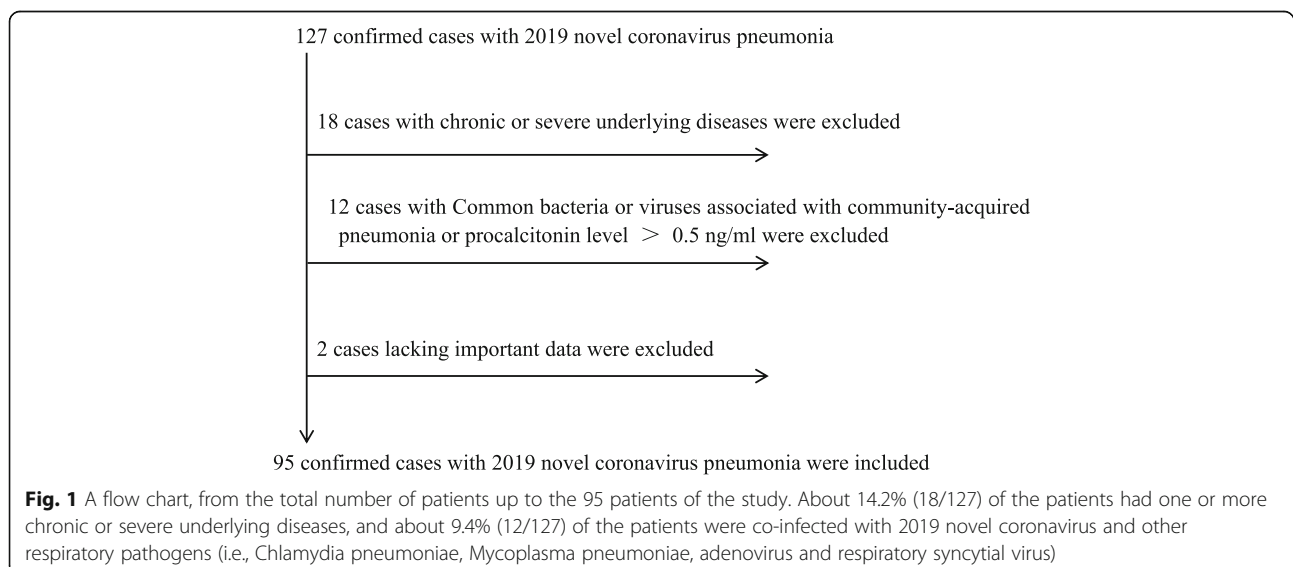 127 confirmed cases with 2019 novel coronavirus pneumonia
18 cases with chronic or severe underlying diseases were excluded
12 cases with Common bacteria or viruses associated with community-acquired
pneumonia or procalcitonin level > 0.5 ng/ml were excluded
2 cases lacking important data were excluded
95 confirmed cases with 2019 novel coronavirus pneumonia were included
Fig. 1 A flow chart, from the total number of patients up to the 95 patients of the study. About 14.2% (18/127) of the patients had one or more
chronic or severe underlying diseases, and about 9.4% (12/127) of the patients were co-infected with 2019 novel coronavirus and other
respiratory pathogens (i.e., Chlamydia pneumoniae, Mycoplasma pneumoniae, adenovirus and respiratory syncytial virus)